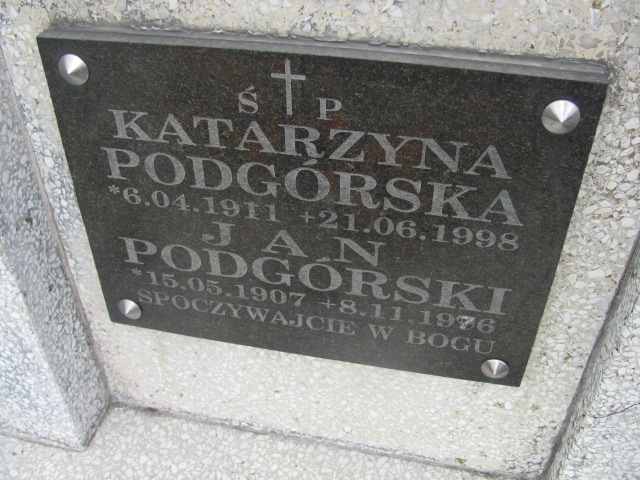 Ś P
KATARZYNA
PODGÓRSKA
*6.04.1911 +21.06.1998
JAN
PODGÓRSKI
*15.05.1907 +8.11.1976
SPOCZYWAJCIE W BOGU